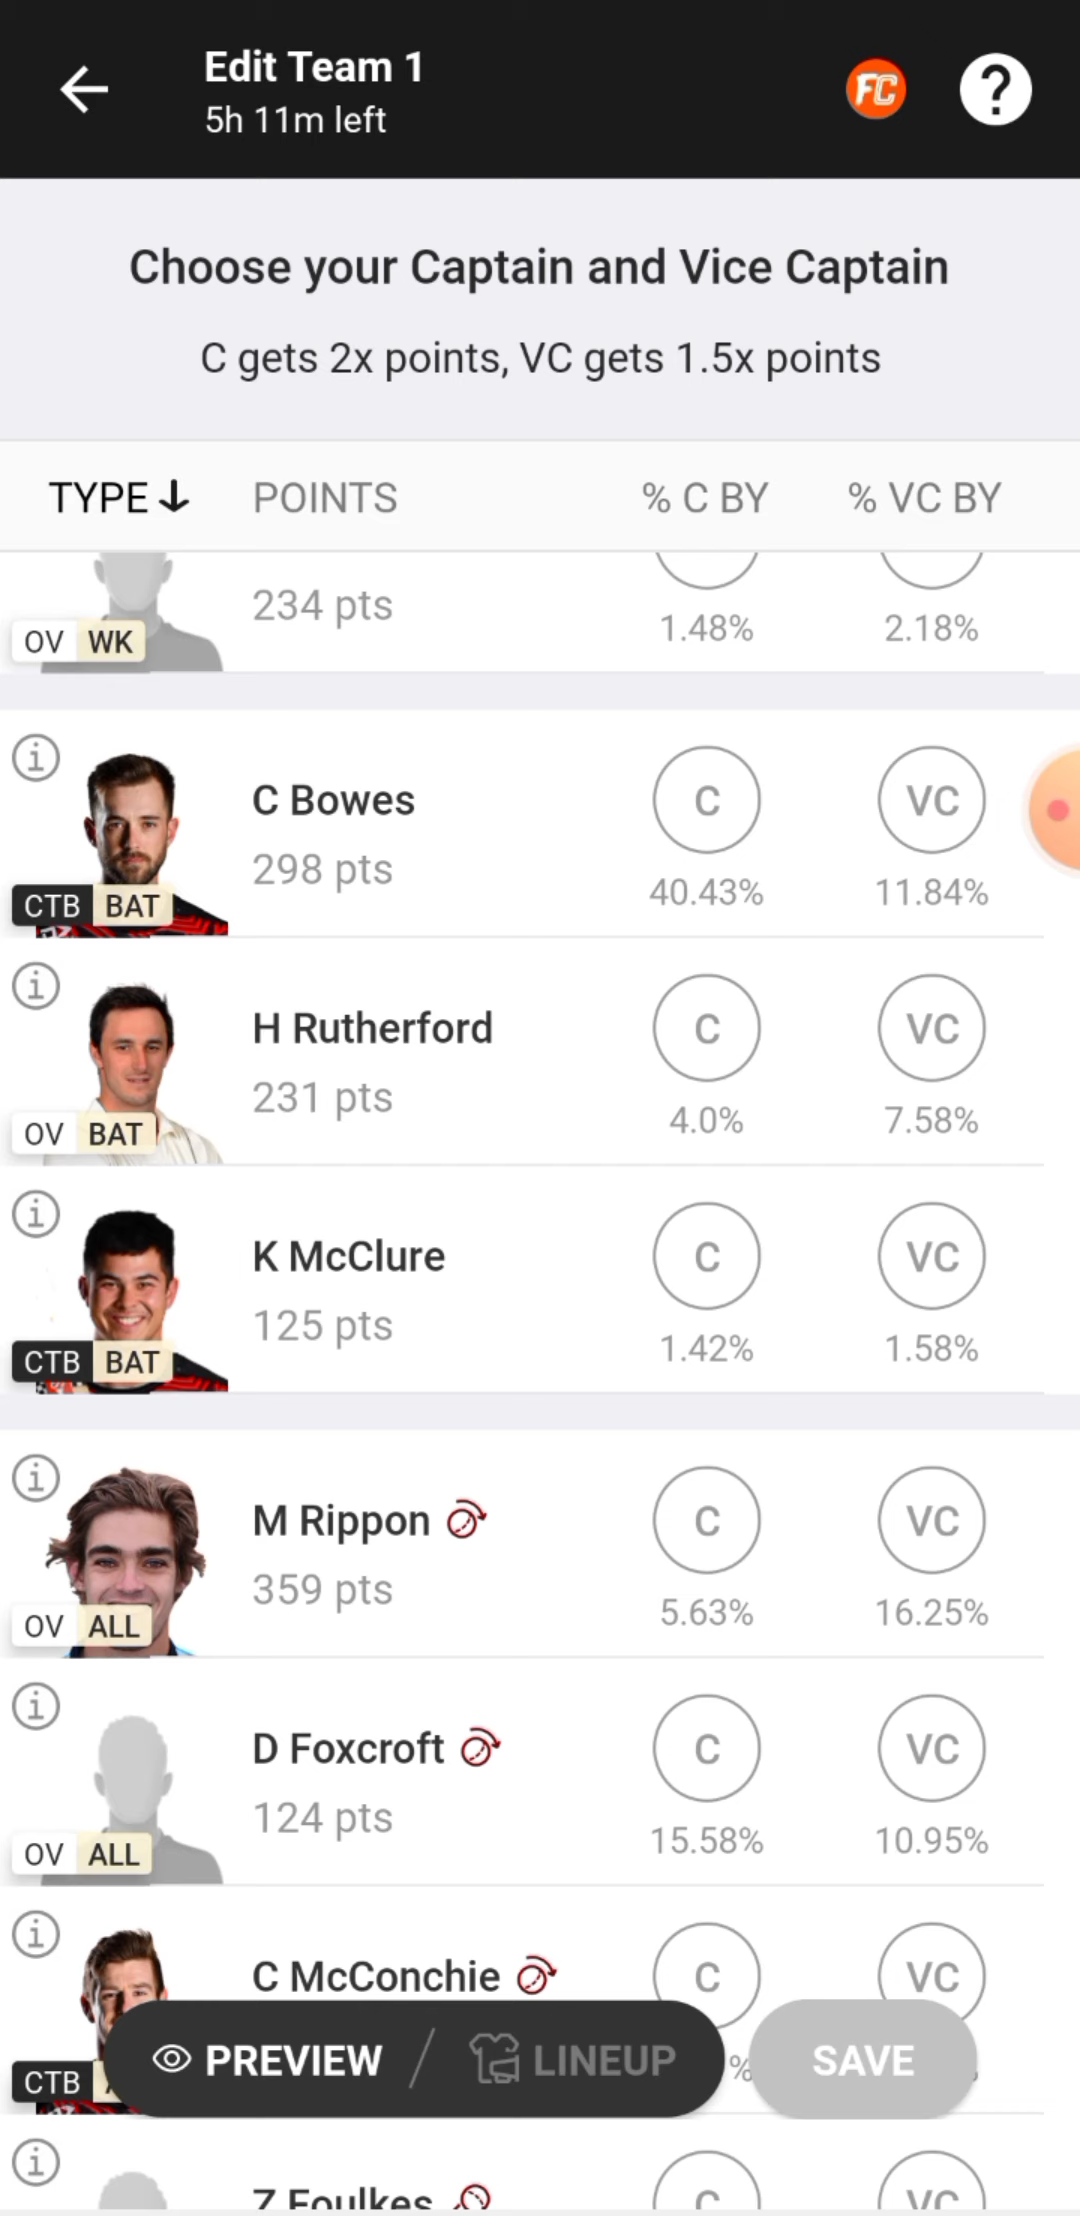 Edit Team 1
5h 11m left
FC
?
Choose your Captain and Vice Captain
C gets 2x points, VC gets 1.5x points
TYPE POINTS % C BY % VC BY
234 pts
1.48% 2.18%
OV WK
C Bowes
C VC
298 pts
40.43% 11.84%
CTB BAT
H Rutherford
C VC
231 pts
4.0% 7.58%
OV BAT
K McClure
C VC
125 pts
1.42% 1.58%
CTB BAT
M Rippon
C VC
359 pts
5.63% 16.25%
OV ALL
D Foxcroft
C VC
124 pts
15.58% 10.95%
OV ALL
C McConchie
C VC
PREVIEW / LINEUP % SAVE
CTB
Z Foulkes
C VC